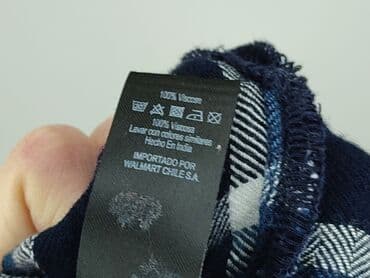 100% Viscose
100% Viscosa
Lavar con colores similares
Hecho En India
IMPORTADO POR
WALMART CHILE S.A.